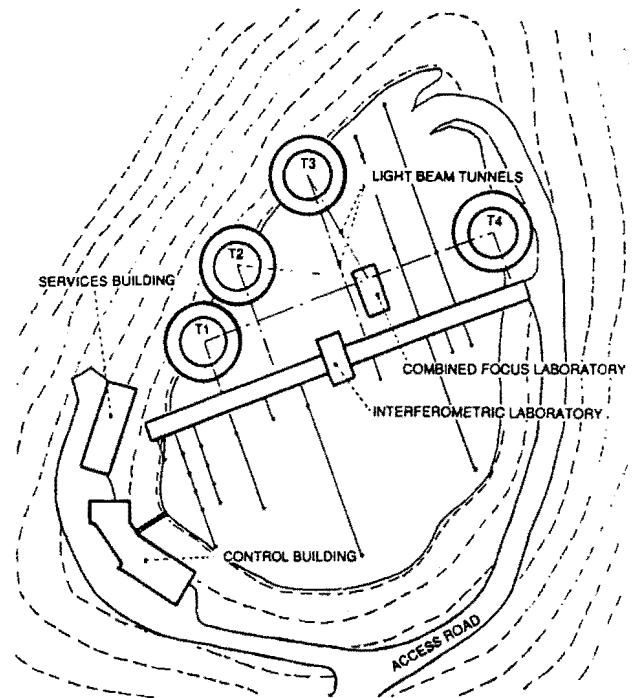 T3
LIGHT BEAM TUNNELS
T4
T2
SERVICES BUILDING
T1
COMBINED FOCUS LABORATORY
INTERFEROMETRIC LABORATORY
CONTROL BUILDING
ACCESS ROAD